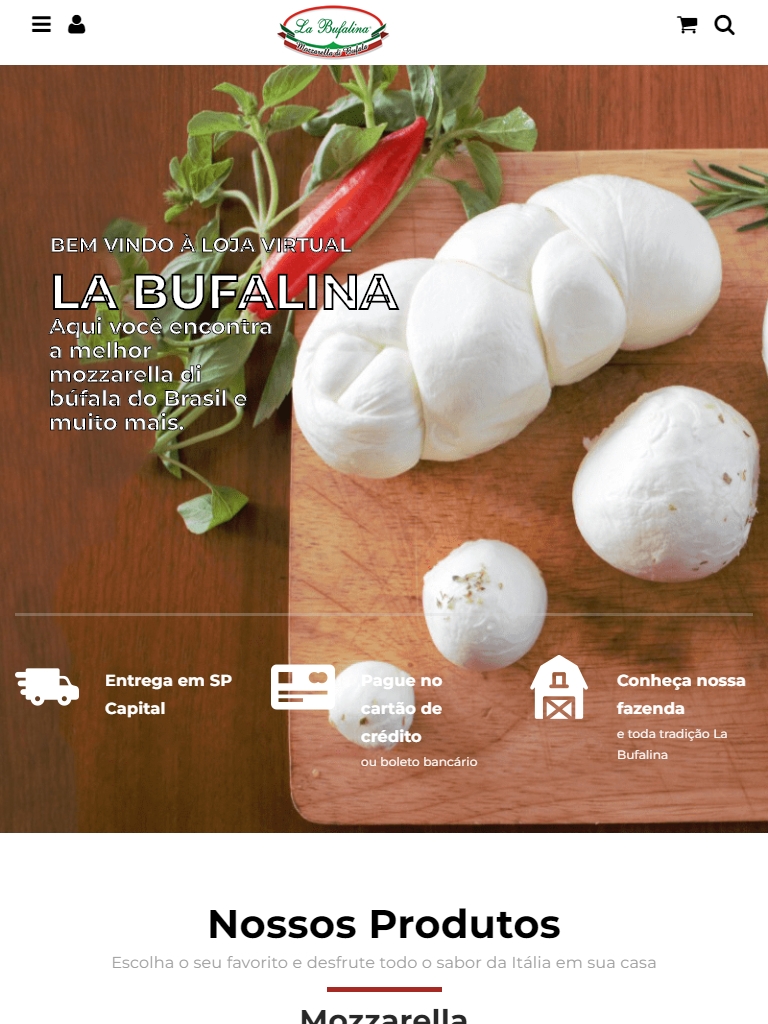 La Bufalina
Mozzarella di Bufala
BEM VINDO À LOJA VIRTUAL
LA BUFALINA
Aqui você encontra
a melhor
mozzarella di
búfala do Brasil e
muito mais.
Entrega em SP
Capital
Pague no
cartão de
crédito
ou boleto bancário
Conheça nossa
fazenda
e toda tradição La
Bufalina
Nossos Produtos
Escolha o seu favorito e desfrute todo o sabor da Itália em sua casa
Mozzarella